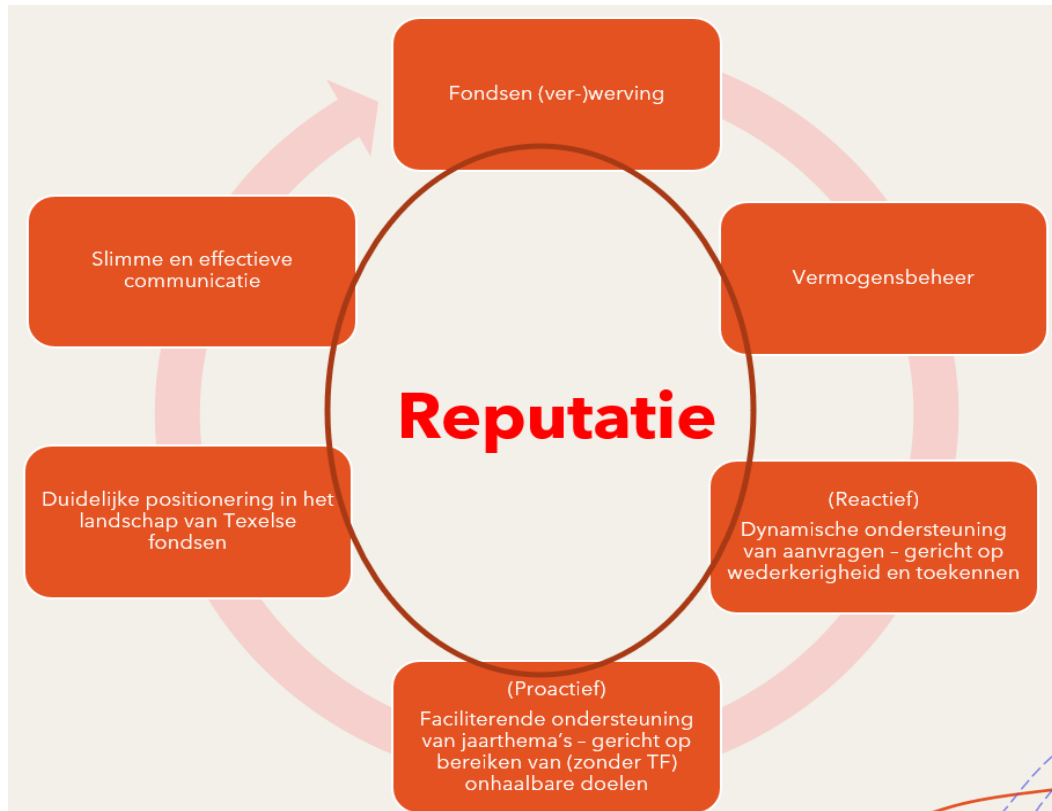 Fondsen (ver-)werving
Vermogensbeheer
(Reactief)
Dynamische ondersteuning
van aanvragen – gericht op
wederkerigheid en toekennen
(Proactief)
Faciliterende ondersteuning
van jaarthema's – gericht op
bereiken van (zonder TF)
onhaalbare doelen
Duidelijke positionering in het
landschap van Texelse
fondsen
Slimme en effectieve
communicatie
Reputatie